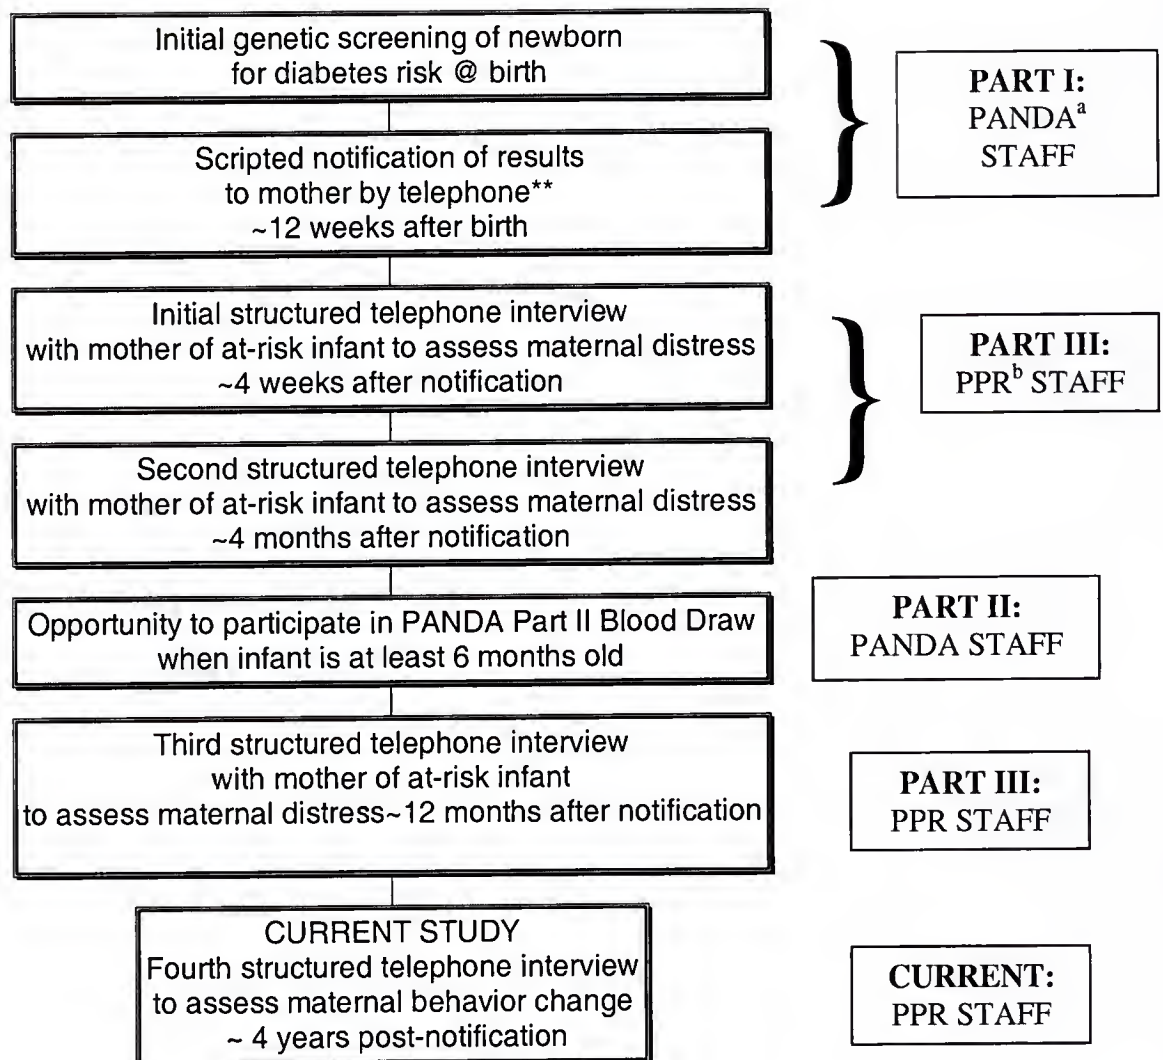 Initial genetic screening of newborn
for diabetes risk @ birth
PART I:
PANDAa
STAFF
Scripted notification of results
to mother by telephone**
~12 weeks after birth
Initial structured telephone interview
with mother of at-risk infant to assess maternal distress
~4 weeks after notification
PART III:
PPRb STAFF
Second structured telephone interview
with mother of at-risk infant to assess maternal distress
~4 months after notification
Opportunity to participate in PANDA Part II Blood Draw
when infant is at least 6 months old
PART II:
PANDA STAFF
Third structured telephone interview
with mother of at-risk infant
to assess maternal distress~12 months after notification
PART III:
PPR STAFF
CURRENT STUDY
Fourth structured telephone interview
to assess maternal behavior change
~ 4 years post-notification
CURRENT:
PPR STAFF